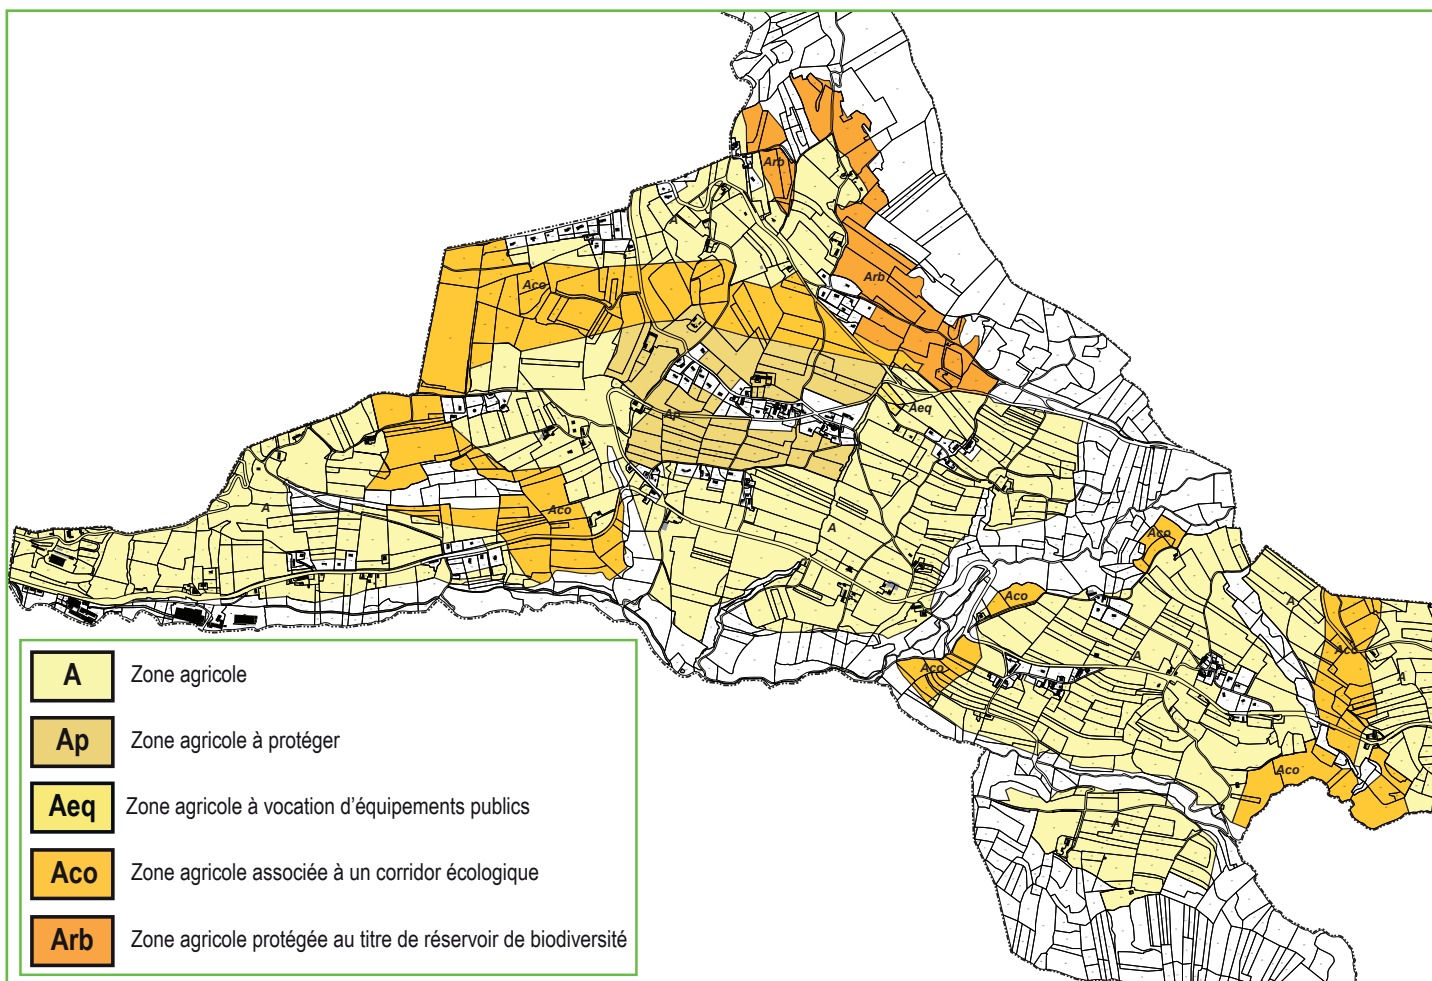 Arb
A
Arb
Aco
Ap
Aeq
A
Aco
A
Aco
Aco
A
Aco
A
Aco
A
Aco
A
A Zone agricole
Ap Zone agricole à protéger
Aeq Zone agricole à vocation d'équipements publics
Aco Zone agricole associée à un corridor écologique
Arb Zone agricole protégée au titre de réservoir de biodiversité